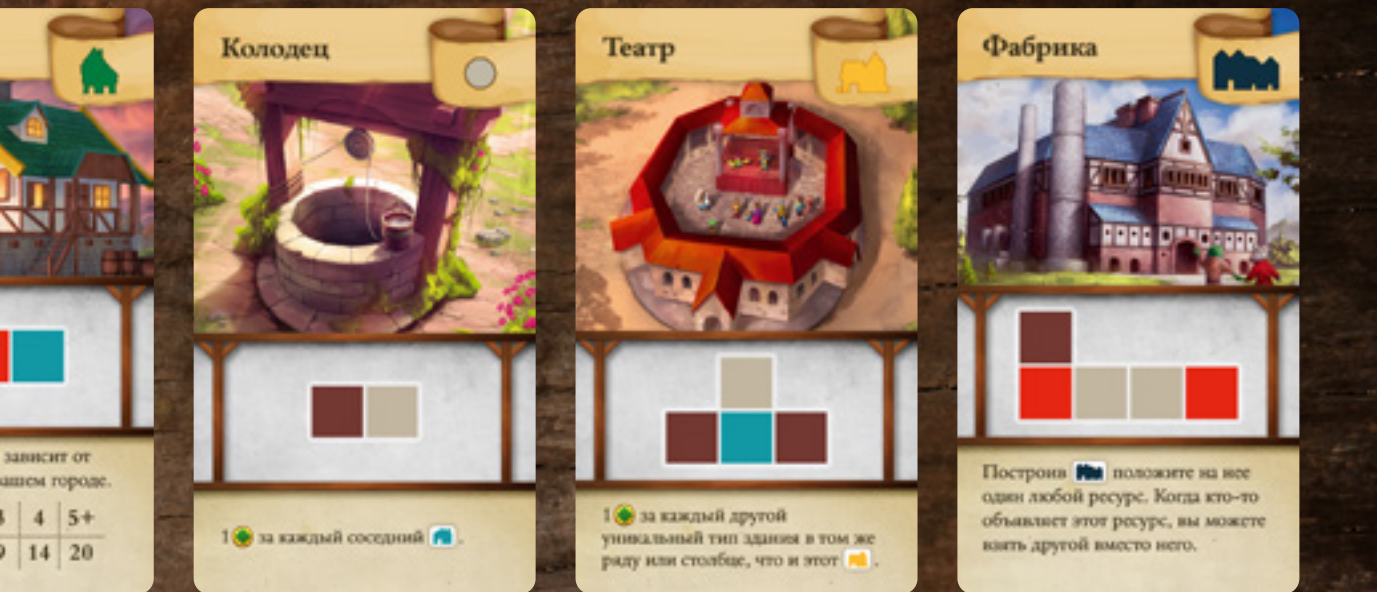 зависит от
вашем городе.
4 5+
14 20
Колодец
1 за каждый соседний .
Театр
1 за каждый другой
уникальный тип здания в том же
ряду или столбце, что и этот .
Фабрика
Построив положите на нее
один любой ресурс. Когда кто-то
объявляет этот ресурс, вы можете
взять другой вместо него.